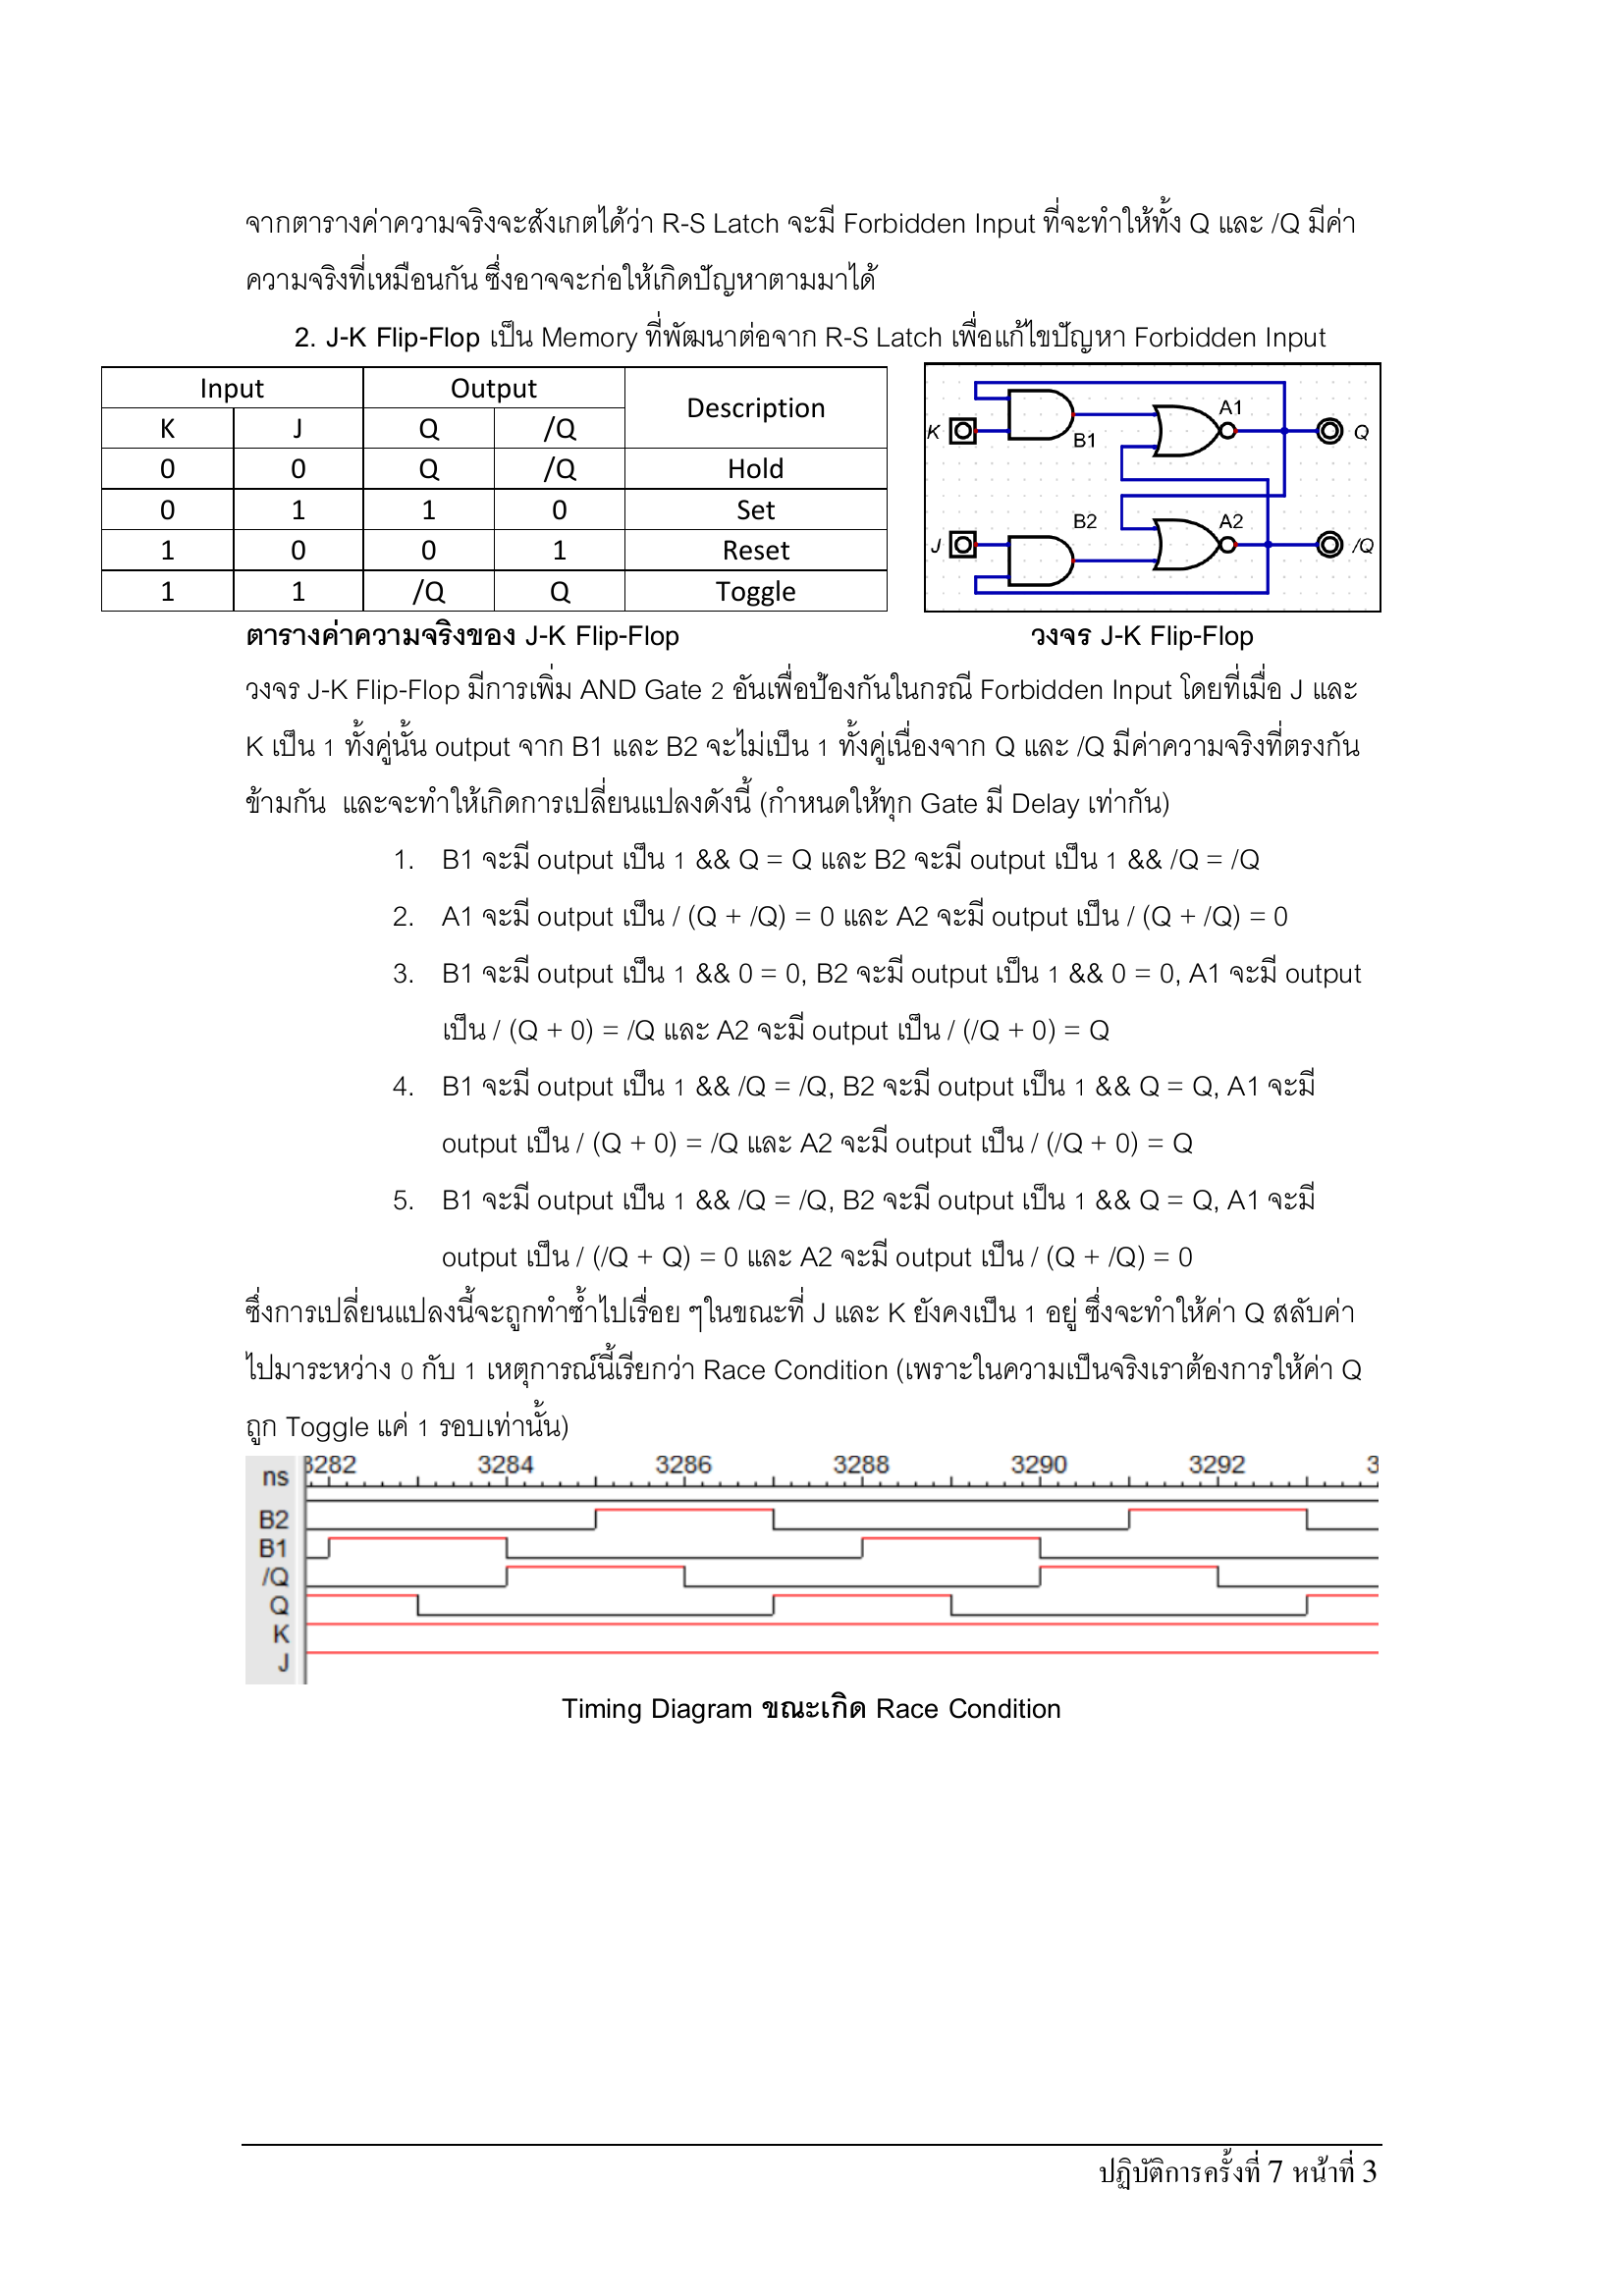 จากตารางค่าความจริงจะสังเกตได้ว่า R-S Latch จะมี Forbidden Input ที่จะทำให้ทั้ง Q และ /Q มีค่า
ความจริงที่เหมือนกัน ซึ่งอาจจะก่อให้เกิดปัญหาตามมาได้
2. J-K Flip-Flop เป็น Memory ที่พัฒนาต่อจาก R-S Latch เพื่อแก้ไขปัญหา Forbidden Input
Input Output Description
K J Q /Q
0 0 Q /Q Hold
0 1 1 0 Set
1 0 0 1 Reset
1 1 /Q Q Toggle
K B1 A1 Q
J B2 A2 /Q
ตารางค่าความจริงของ J-K Flip-Flop วงจร J-K Flip-Flop
วงจร J-K Flip-Flop มีการเพิ่ม AND Gate 2 อันเพื่อป้องกันในกรณี Forbidden Input โดยที่เมื่อ J และ
K เป็น 1 ทั้งคู่นั้น output จาก B1 และ B2 จะไม่เป็น 1 ทั้งคู่เนื่องจาก Q และ /Q มีค่าความจริงที่ตรงกัน
ข้ามกัน และจะทำให้เกิดการเปลี่ยนแปลงดังนี้ (กำหนดให้ทุก Gate มี Delay เท่ากัน)
1. B1 จะมี output เป็น 1 && Q = Q และ B2 จะมี output เป็น 1 && /Q = /Q
2. A1 จะมี output เป็น / (Q + /Q) = 0 และ A2 จะมี output เป็น / (Q + /Q) = 0
3. B1 จะมี output เป็น 1 && 0 = 0, B2 จะมี output เป็น 1 && 0 = 0, A1 จะมี output
เป็น / (Q + 0) = /Q และ A2 จะมี output เป็น / (/Q + 0) = Q
4. B1 จะมี output เป็น 1 && /Q = /Q, B2 จะมี output เป็น 1 && Q = Q, A1 จะมี
output เป็น / (Q + 0) = /Q และ A2 จะมี output เป็น / (/Q + 0) = Q
5. B1 จะมี output เป็น 1 && /Q = /Q, B2 จะมี output เป็น 1 && Q = Q, A1 จะมี
output เป็น / (/Q + Q) = 0 และ A2 จะมี output เป็น / (Q + /Q) = 0
ซึ่งการเปลี่ยนแปลงนี้จะถูกทำซ้ำไปเรื่อย ๆในขณะที่ J และ K ยังคงเป็น 1 อยู่ ซึ่งจะทำให้ค่า Q สลับค่า
ไปมาระหว่าง 0 กับ 1 เหตุการณ์นี้เรียกว่า Race Condition (เพราะในความเป็นจริงเราต้องการให้ค่า Q
ถูก Toggle แค่ 1 รอบเท่านั้น)
ns 3282 3284 3286 3288 3290 3292 3
B2
B1
/Q
Q
K
J
Timing Diagram ขณะเกิด Race Condition
ปฏิบัติการครั้งที่ 7 หน้าที่ 3